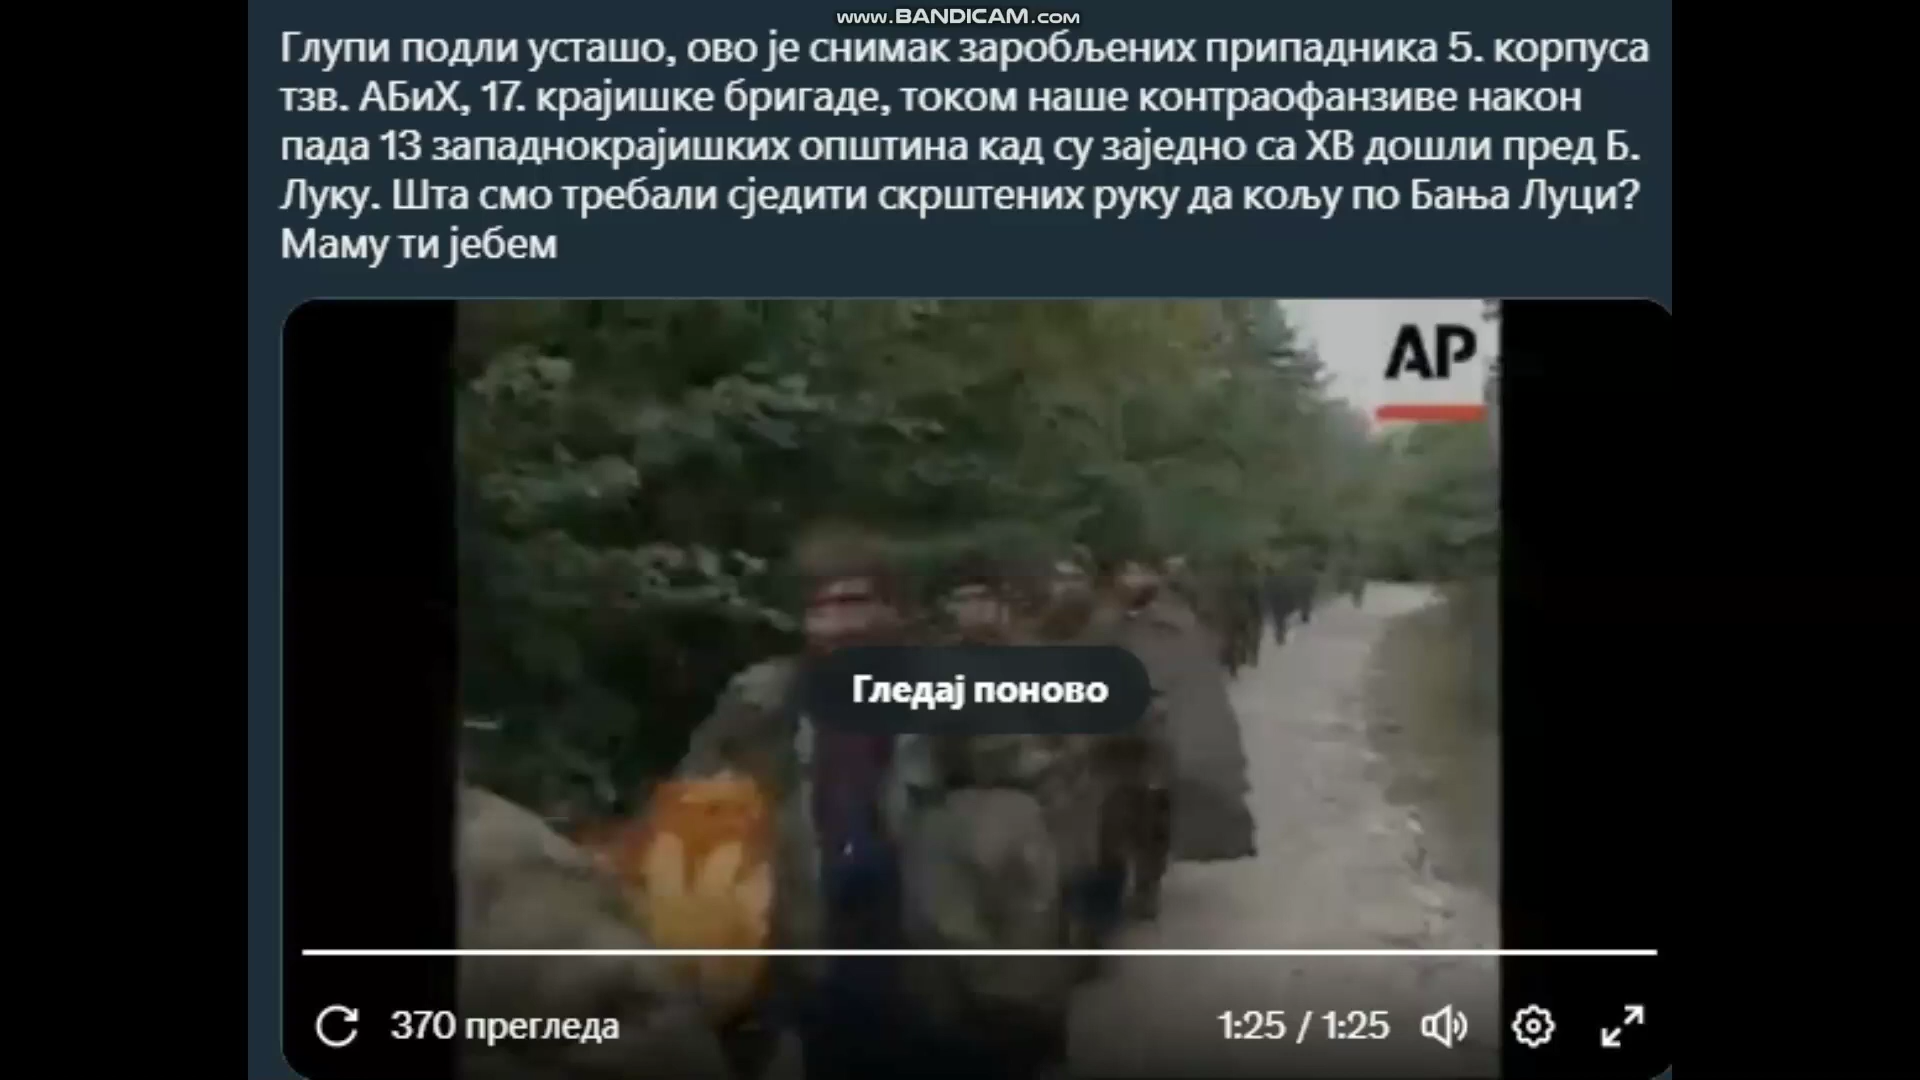 www.BANDICAM.com
Глупи подли усташо, ово је снимак заробљених припадника 5. корпуса
тзв. АБиХ, 17. крајишке бригаде, током наше контраофанзиве након
пада 13 западнокрајишких општина кад су заједно са ХВ дошли пред Б.
Луку. Шта смо требали сједити скрштених руку да кољу по Бања Луци?
Маму ти јебем
AP
Гледај поново
370 прегледа
1:25 / 1:25